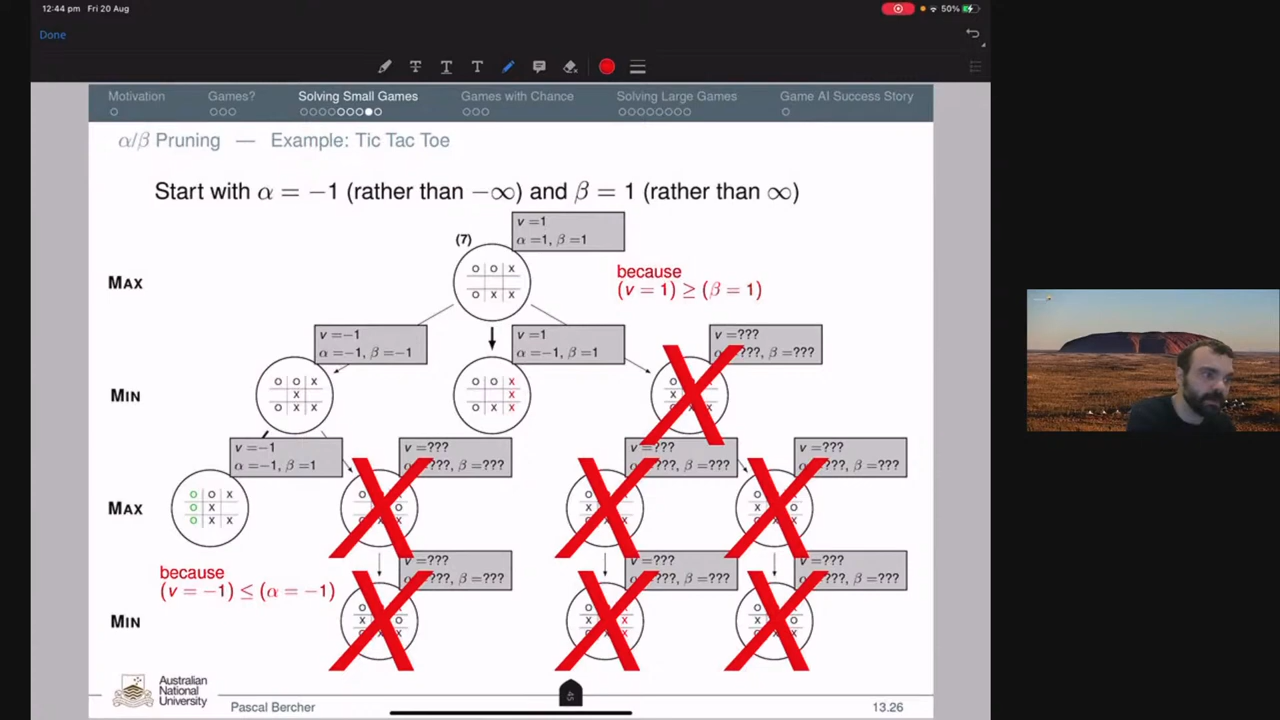 12:44 pm Fri 20 Aug 50%
Done
Motivation Games? Solving Small Games Games with Chance Solving Large Games Game AI Success Story
α/β Pruning — Example: Tic Tac Toe
Start with α = −1 (rather than −∞) and β = 1 (rather than ∞)
v =1
α =1, β =1
(7)
O O X
O X X
MAX
because
(v = 1) ≥ (β = 1)
v =−1
α =−1, β =−1
v =1
α =−1, β =1
v =???
???, β =???
O O X
X
O X X
O O X
X
O X X
O
X
MIN
v =−1
α =−1, β =1
v =???
???, β =???
v =???
???, β =???
v =???
???, β =???
O O X
O X
O X X
MAX
because
(v = −1) ≤ (α = −1)
v =???
???, β =???
v =???
???, β =???
v =???
???, β =???
MIN
Australian
National
University
Pascal Bercher
45
13.26